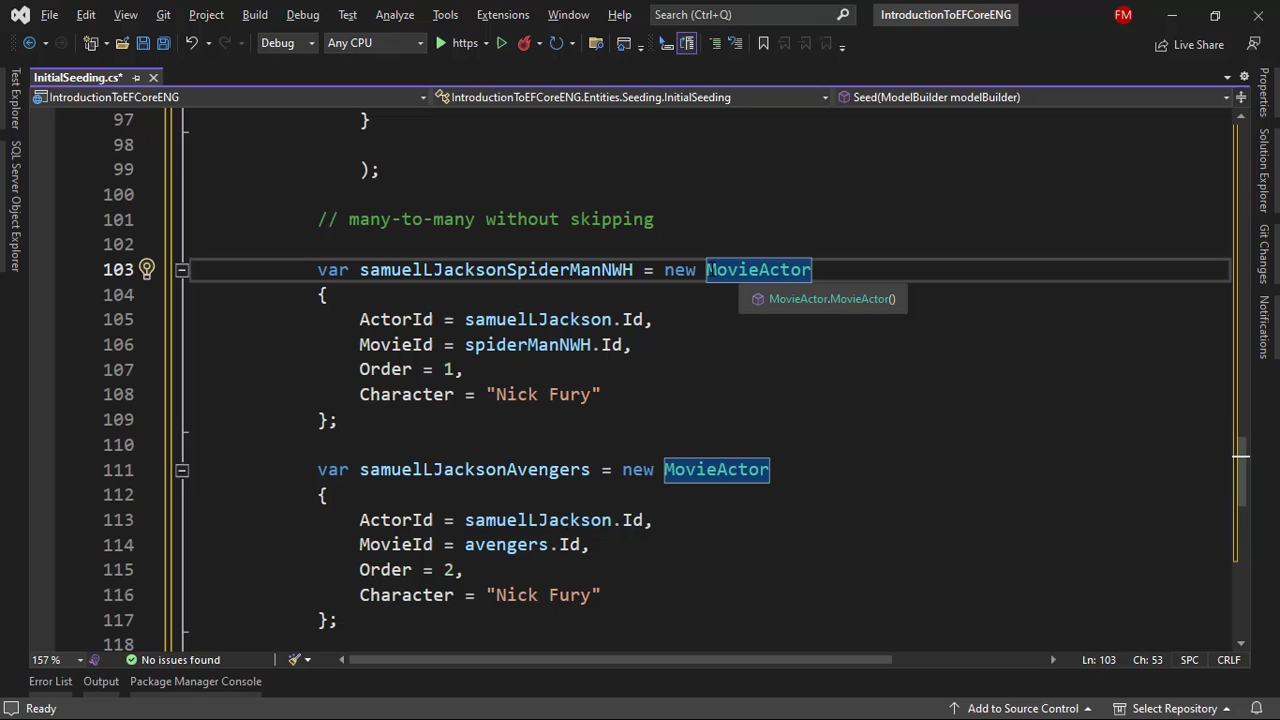 File Edit View Git Project Build Debug Test Analyze Tools Extensions Window Help Search (Ctrl+Q) IntroductionToEFCoreENG FM
Debug Any CPU https Live Share
InitialSeeding.cs*
IntroductionToEFCoreENG IntroductionToEFCoreENG.Entities.Seeding.InitialSeeding Seed(ModelBuilder modelBuilder)
Test Explorer
SQL Server Object Explorer
97 }
98
99 );
100
101 // many-to-many without skipping
102
103 var samuelLJacksonSpiderManNWH = new MovieActor
MovieActor.MovieActor()
104 {
105 ActorId = samuelLJackson.Id,
106 MovieId = spiderManNWH.Id,
107 Order = 1,
108 Character = "Nick Fury"
109 };
110
111 var samuelLJacksonAvengers = new MovieActor
112 {
113 ActorId = samuelLJackson.Id,
114 MovieId = avengers.Id,
115 Order = 2,
116 Character = "Nick Fury"
117 };
118
Properties
Solution Explorer
Git Changes
Notifications
157 % No issues found Ln: 103 Ch: 53 SPC CRLF
Error List Output Package Manager Console
Ready Add to Source Control Select Repository